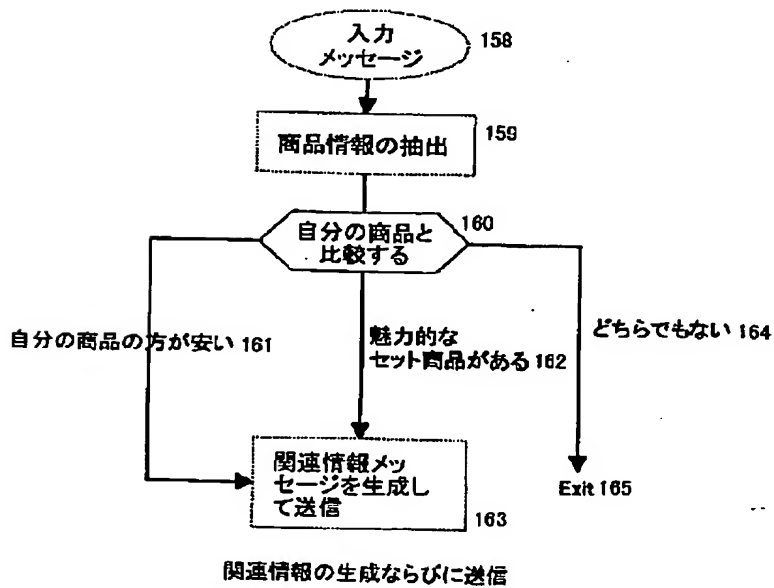 入力
メッセージ
158
商品情報の抽出
159
自分の商品と
比較する
160
自分の商品の方が安い 161
魅力的な
セット商品がある 162
どちらでもない 164
関連情報メッ
セージを生成し
て送信
163
Exit 165
関連情報の生成ならびに送信